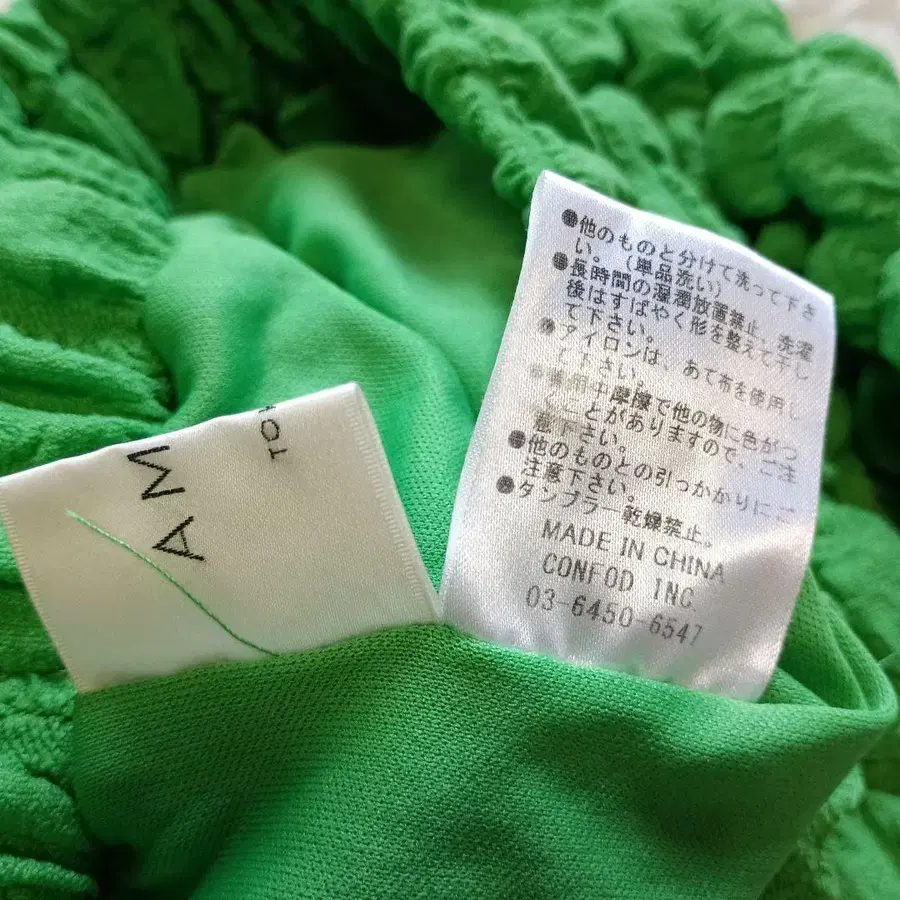 AM
TO
●他のものと分けて洗って下さ
い。(単品洗い)
●長時間の湿潤放置禁止、洗濯
後はすばやく形を整えて干し
て下さい。
●アイロンは、あて布を使用し
て下さい。
摩擦で他の物に色がつ
ことがありますので、ご注
意下さい。
●他のものとの引っかかりにご
注意下さい。
●タンブラー乾燥禁止。
MADE IN CHINA
CONFOD INC.
03-6450-6547